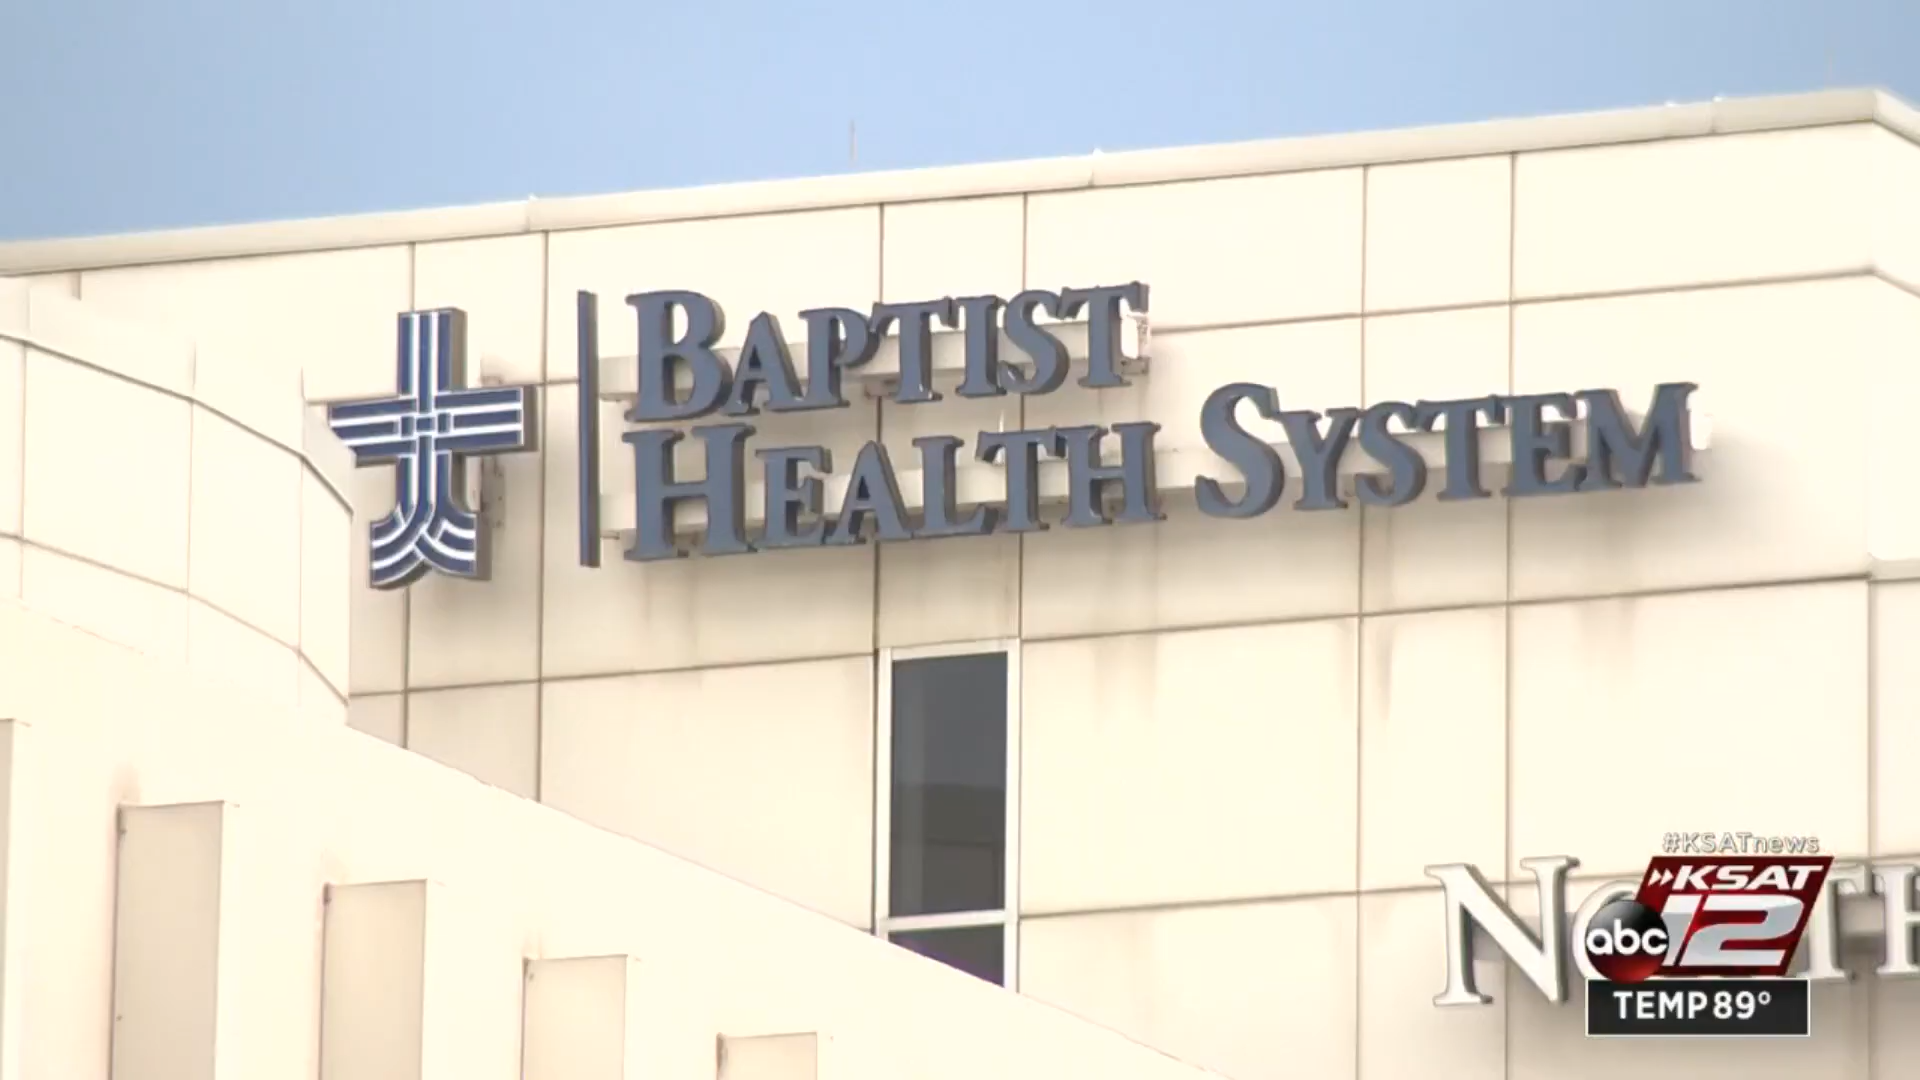 BAPTIST
HEALTH SYSTEM
#KSATnews
KSAT
abc 12
TEMP 89°